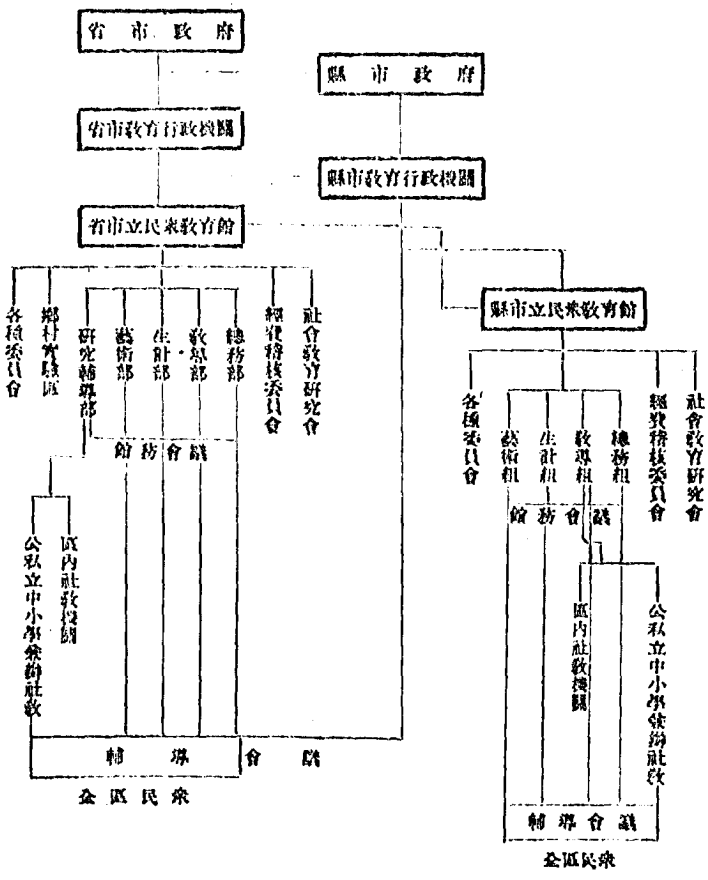 省市政府
縣市政府
省市教育行政機關
縣市教育行政機關
省市立民眾教育館
縣市立民眾教育館
各種委員會
鄉村實驗區
研究輔導部
藝術部
生計部
教導部
總務部
經費稽核委員會
社會教育研究會
館務會議
公私立中小學兼辦社教
區內社教機關
輔導會議
全區民眾
各種委員會
藝術組
生計組
教導組
總務組
經費稽核委員會
社會教育研究會
館務會議
區內社教機關
公私立中小學兼辦社教
輔導會議
全區民眾